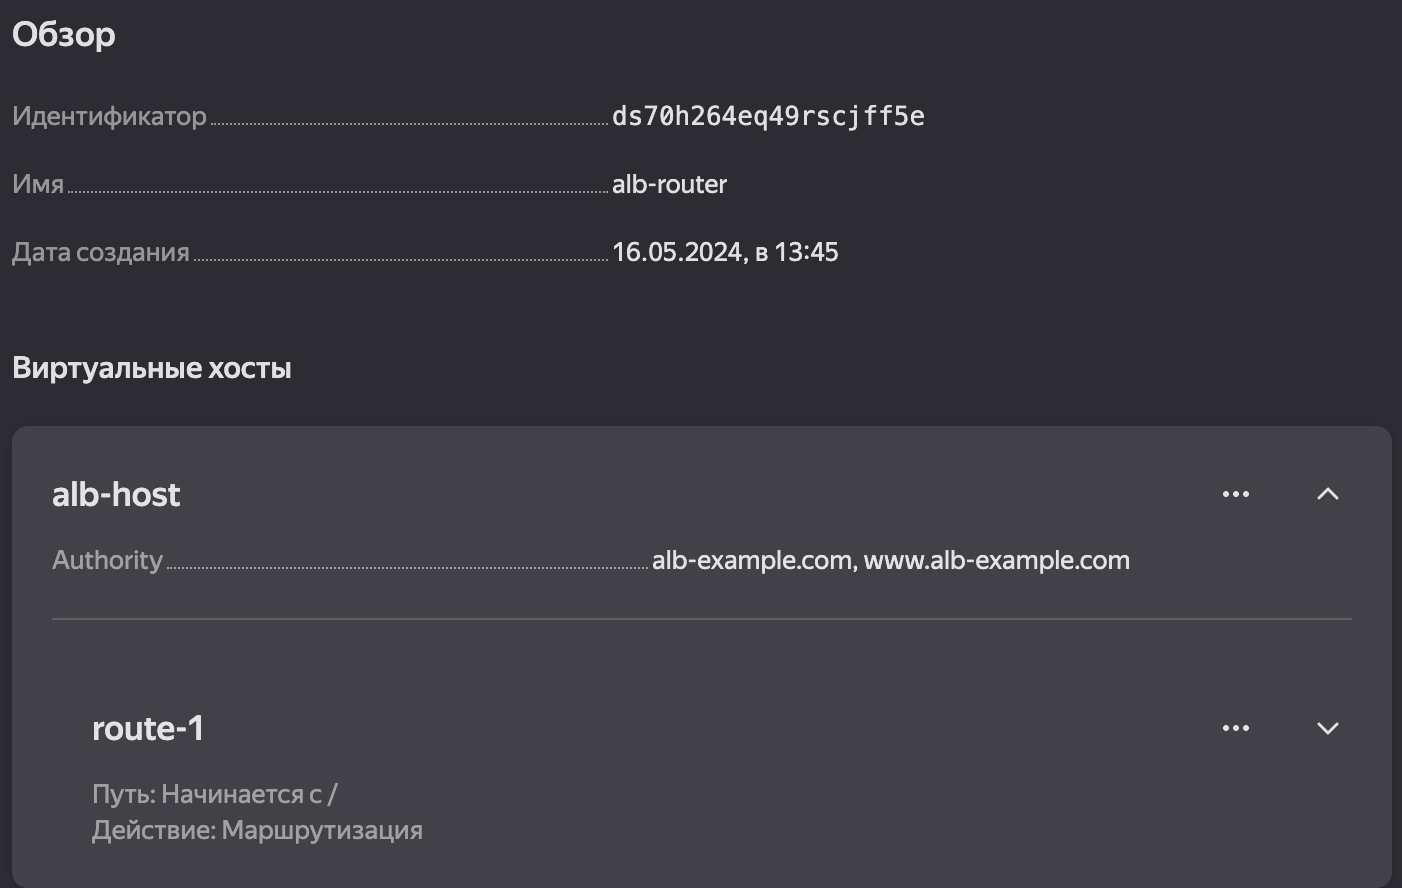 Обзор
Идентификатор ds70h264eq49rscjff5e
Имя alb-router
Дата создания 16.05.2024, в 13:45
Виртуальные хосты
alb-host
Authority alb-example.com, www.alb-example.com
route-1
Путь: Начинается с /
Действие: Маршрутизация